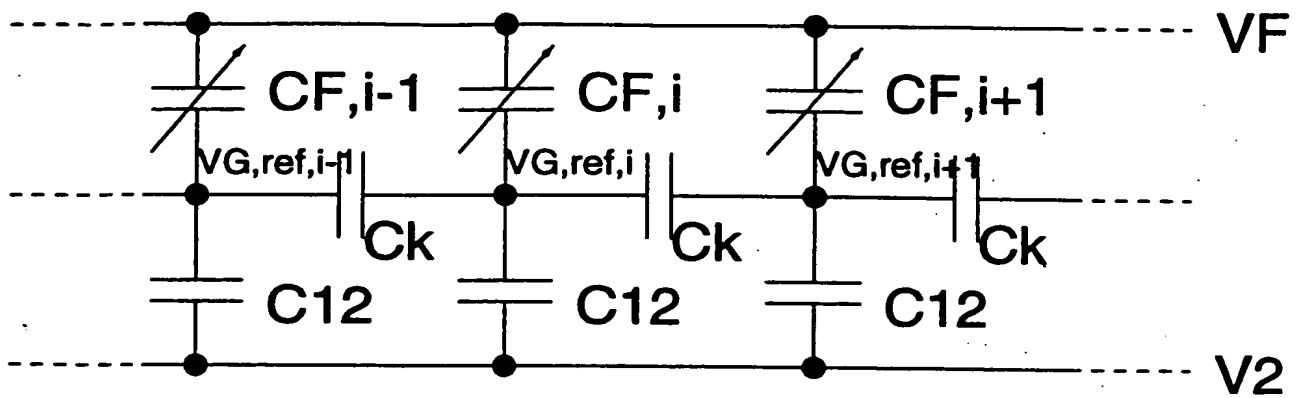 VF
CF,i-1
CF,i
CF,i+1
VG,ref,i-1
VG,ref,i
VG,ref,i+1
Ck
Ck
Ck
C12
C12
C12
V2